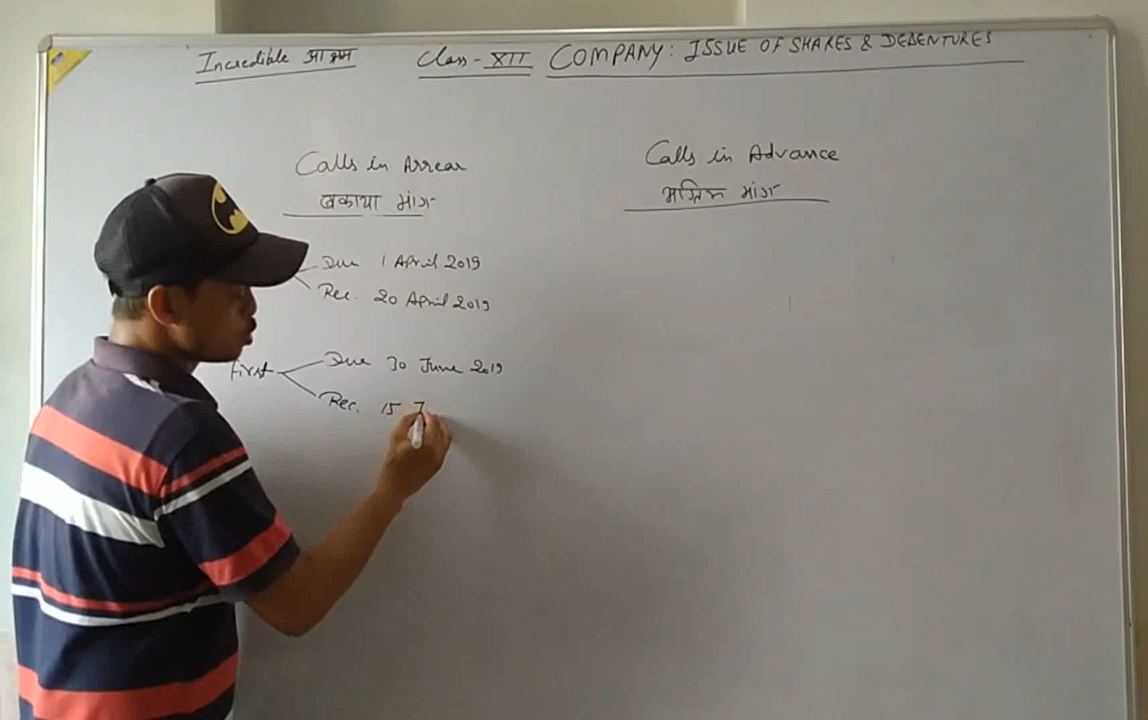 Incredible आश्रम Class-XII COMPANY: ISSUE OF SHARES & DEBENTURES
Calls in Arrear
बकाया मांग
Due 1 April 2019
Rec. 20 April 2019
first Due 30 June 2019
Rec. 15 J
Calls in Advance
अग्रिम मांग